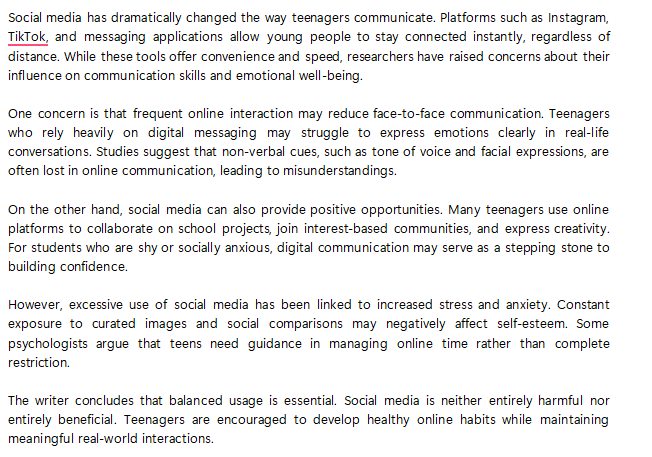 Social media has dramatically changed the way teenagers communicate. Platforms such as Instagram,
TikTok, and messaging applications allow young people to stay connected instantly, regardless of
distance. While these tools offer convenience and speed, researchers have raised concerns about their
influence on communication skills and emotional well-being.
One concern is that frequent online interaction may reduce face-to-face communication. Teenagers
who rely heavily on digital messaging may struggle to express emotions clearly in real-life
conversations. Studies suggest that non-verbal cues, such as tone of voice and facial expressions, are
often lost in online communication, leading to misunderstandings.
On the other hand, social media can also provide positive opportunities. Many teenagers use online
platforms to collaborate on school projects, join interest-based communities, and express creativity.
For students who are shy or socially anxious, digital communication may serve as a stepping stone to
building confidence.
However, excessive use of social media has been linked to increased stress and anxiety. Constant
exposure to curated images and social comparisons may negatively affect self-esteem. Some
psychologists argue that teens need guidance in managing online time rather than complete
restriction.
The writer concludes that balanced usage is essential. Social media is neither entirely harmful nor
entirely beneficial. Teenagers are encouraged to develop healthy online habits while maintaining
meaningful real-world interactions.